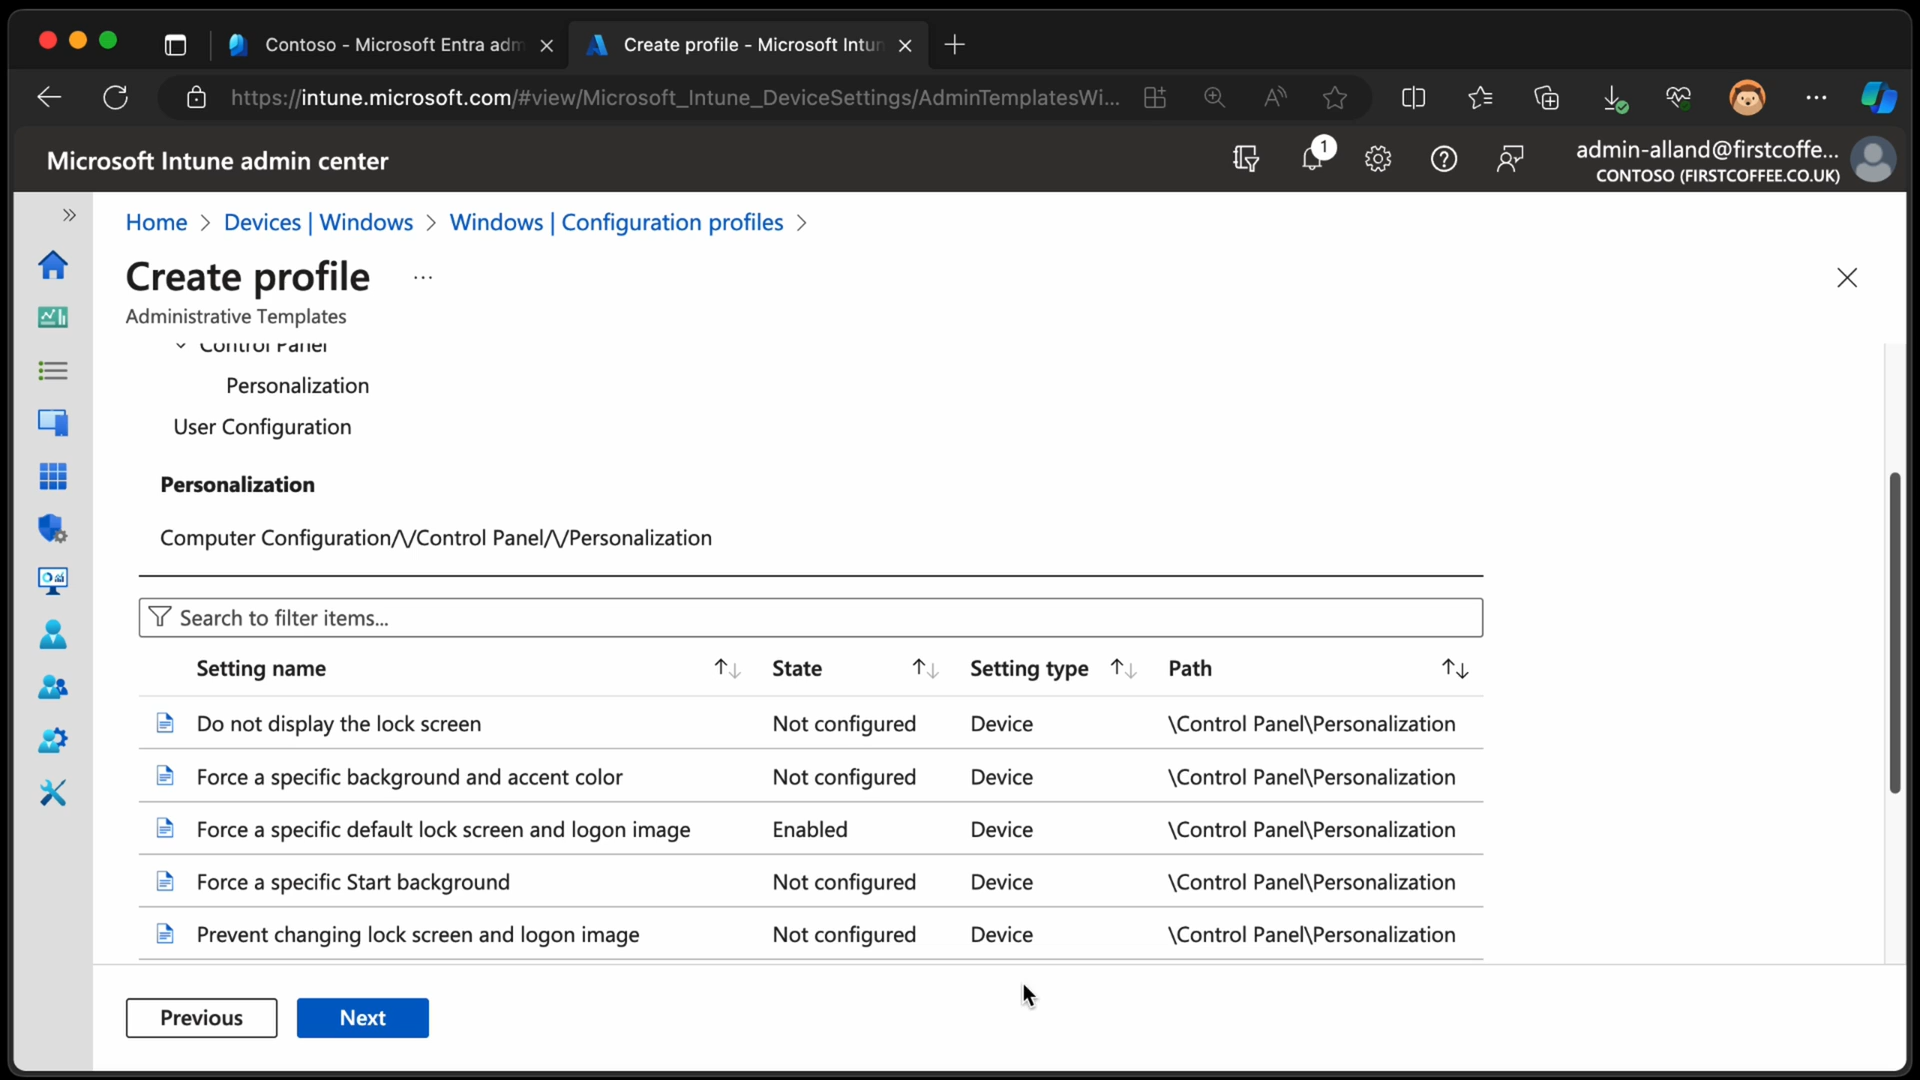 Contoso - Microsoft Entra adm
Create profile - Microsoft Intun
https://intune.microsoft.com/#view/Microsoft_Intune_DeviceSettings/AdminTemplatesWi...
Microsoft Intune admin center
1
admin-alland@firstcoffe...
CONTOSO (FIRSTCOFFEE.CO.UK)
Home > Devices | Windows > Windows | Configuration profiles >
Create profile ...
Administrative Templates
Control Panel
Personalization
User Configuration
Personalization
Computer Configuration/\/Control Panel/\/Personalization
Search to filter items...
Setting name State Setting type Path
Do not display the lock screen Not configured Device \Control Panel\Personalization
Force a specific background and accent color Not configured Device \Control Panel\Personalization
Force a specific default lock screen and logon image Enabled Device \Control Panel\Personalization
Force a specific Start background Not configured Device \Control Panel\Personalization
Prevent changing lock screen and logon image Not configured Device \Control Panel\Personalization
Previous Next